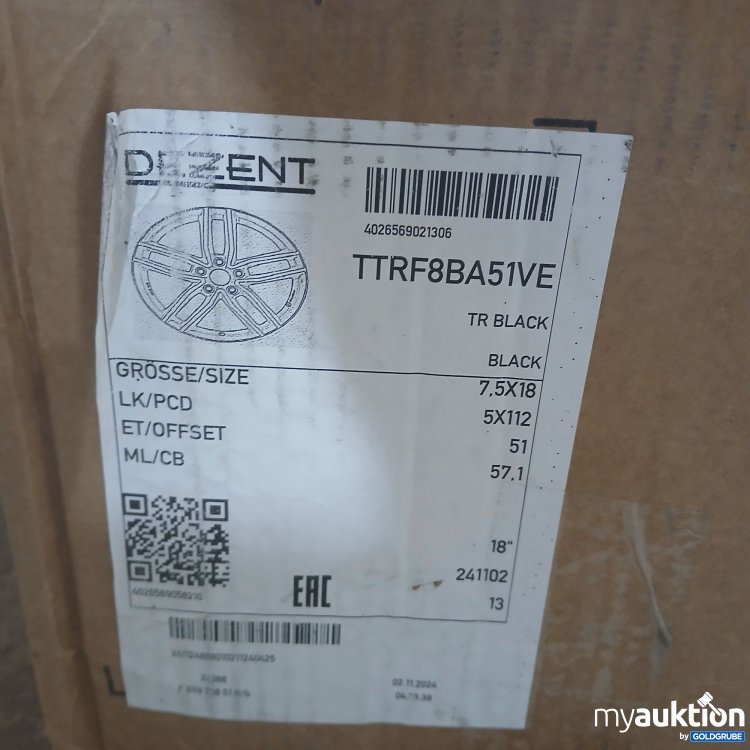 DEZENT
4026569021306
TTRF8BA51VE
TR BLACK
BLACK
GRÖSSE/SIZE 7,5X18
LK/PCD 5X112
ET/OFFSET 51
ML/CB 57,1
18"
241102
13
4026569058210
EAC
02.11.2024
myauktion
by GOLDGRUBE